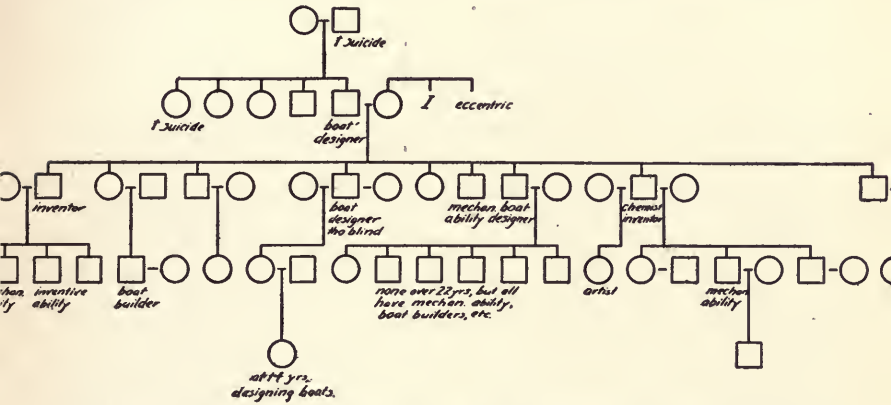 † suicide
† suicide
I
eccentric
boat
designer
inventor
boat
designer
tho blind
mechan.
ability
boat
designer
chemist
inventor
inventive
ability
boat
builder
none over 22 yrs, but all
have mechan. ability,
boat builders, etc.
artist
mechan
ability
yrs.,
designing boats.